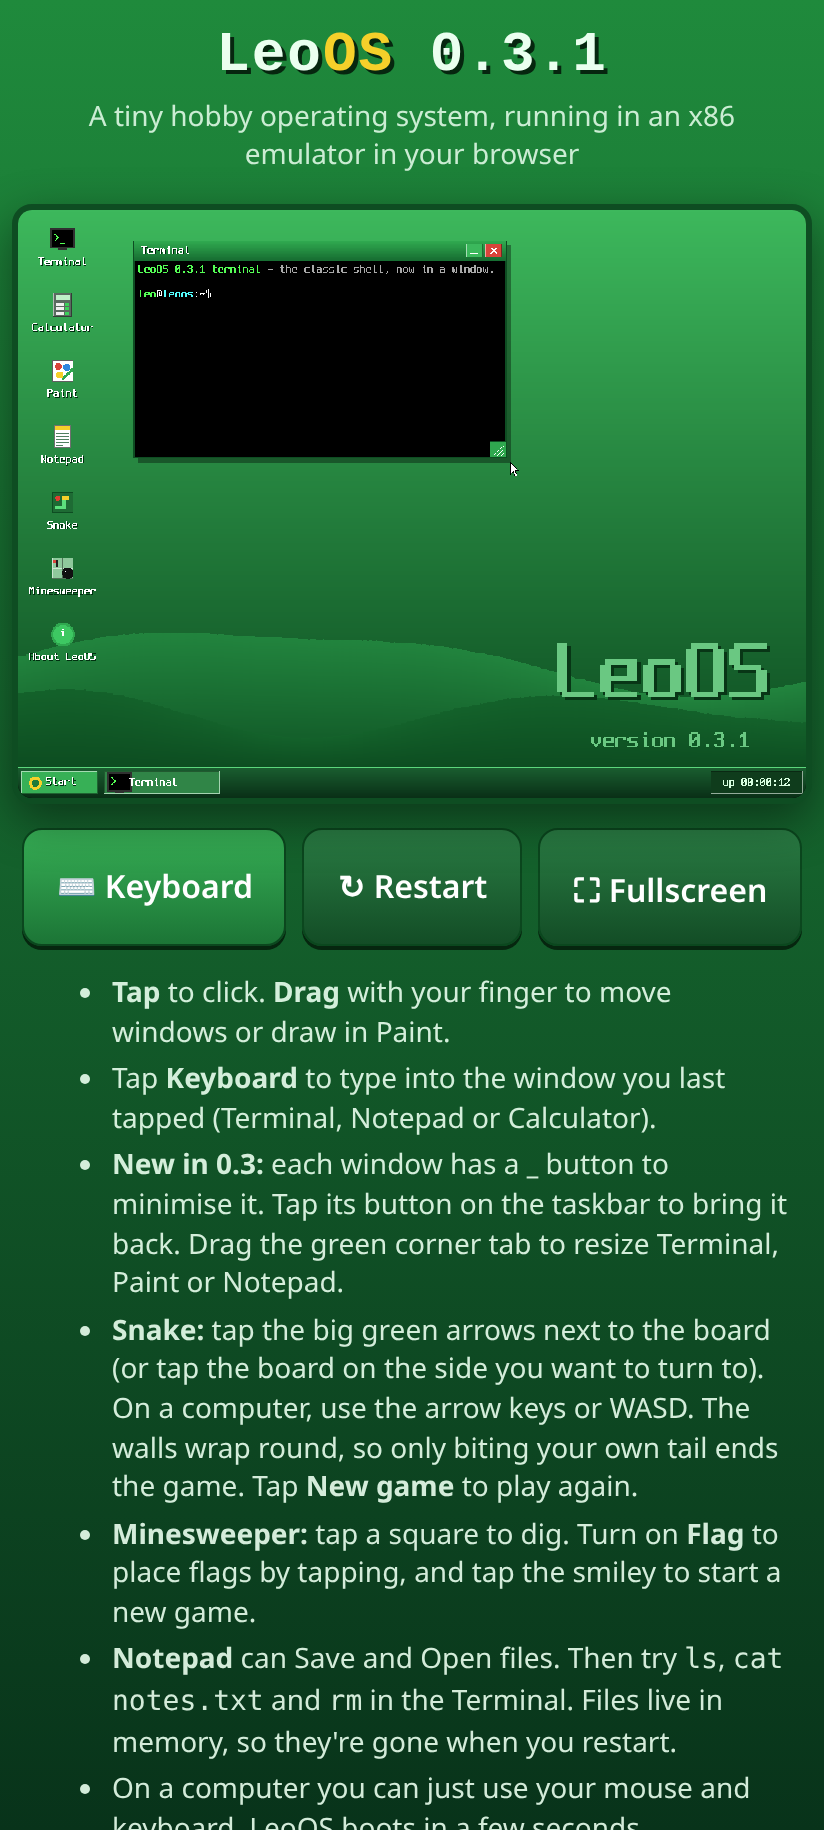 LeoOS 0.3.1
A tiny hobby operating system, running in an x86
emulator in your browser
Terminal
LeoOS 0.3.1 terminal - the classic shell, now in a window.
leo@leoos:~%
Terminal
Calculator
Paint
Notepad
Snake
Minesweeper
About LeoOS
LeoOS
version 0.3.1
Start
Terminal
up 00:00:12
Keyboard
↻ Restart
Fullscreen
• Tap to click. Drag with your finger to move
windows or draw in Paint.
• Tap Keyboard to type into the window you last
tapped (Terminal, Notepad or Calculator).
• New in 0.3: each window has a _ button to
minimise it. Tap its button on the taskbar to bring it
back. Drag the green corner tab to resize Terminal,
Paint or Notepad.
• Snake: tap the big green arrows next to the board
(or tap the board on the side you want to turn to).
On a computer, use the arrow keys or WASD. The
walls wrap round, so only biting your own tail ends
the game. Tap New game to play again.
• Minesweeper: tap a square to dig. Turn on Flag to
place flags by tapping, and tap the smiley to start a
new game.
• Notepad can Save and Open files. Then try ls, cat
notes.txt and rm in the Terminal. Files live in
memory, so they're gone when you restart.
• On a computer you can just use your mouse and
keyboard. LeoOS boots in a few seconds.